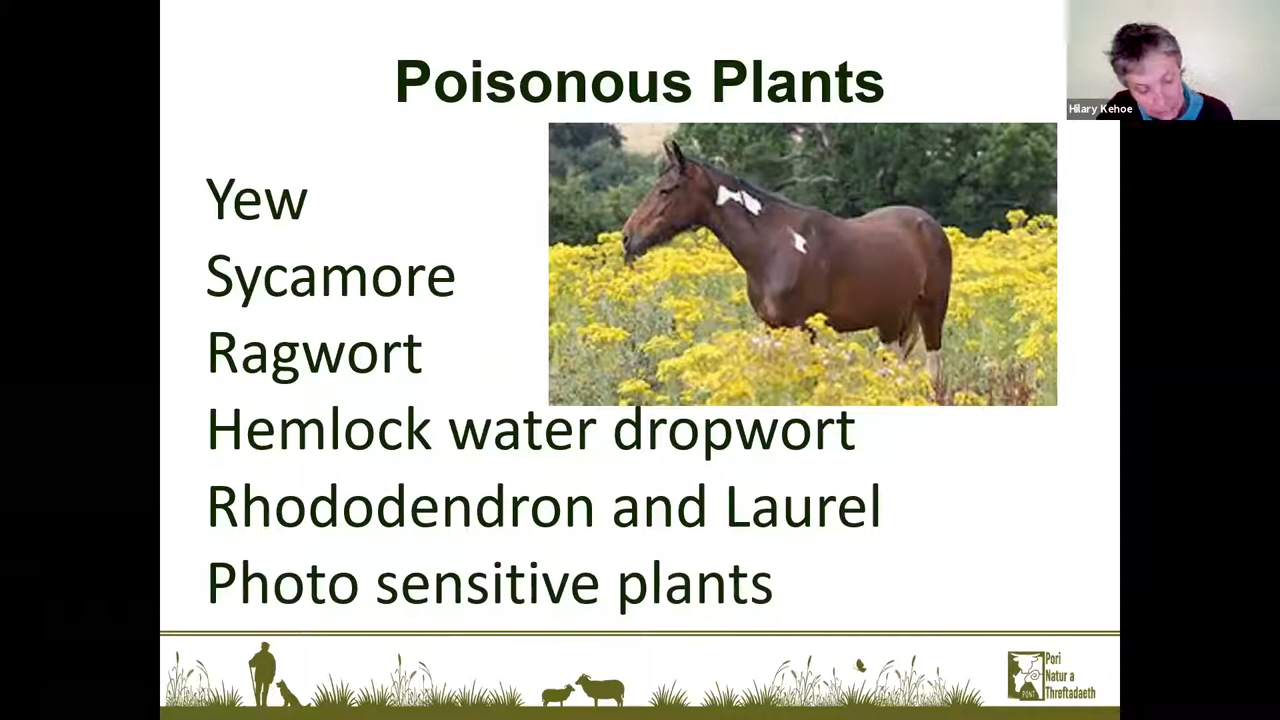 Poisonous Plants
Hilary Kehoe
Yew
Sycamore
Ragwort
Hemlock water dropwort
Rhododendron and Laurel
Photo sensitive plants
Pori
Natur a
Threftadaeth
PONT